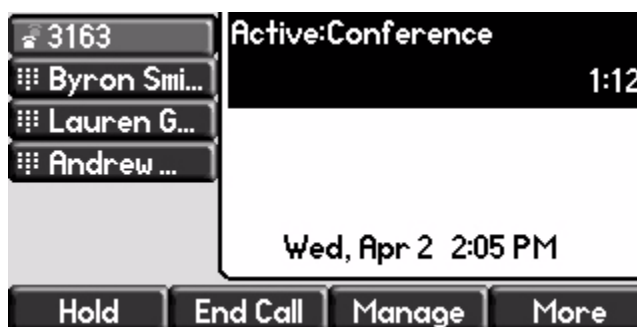 3163
Byron Smi...
Lauren G...
Andrew ...
Active:Conference
1:12
Wed, Apr 2 2:05 PM
Hold End Call Manage More